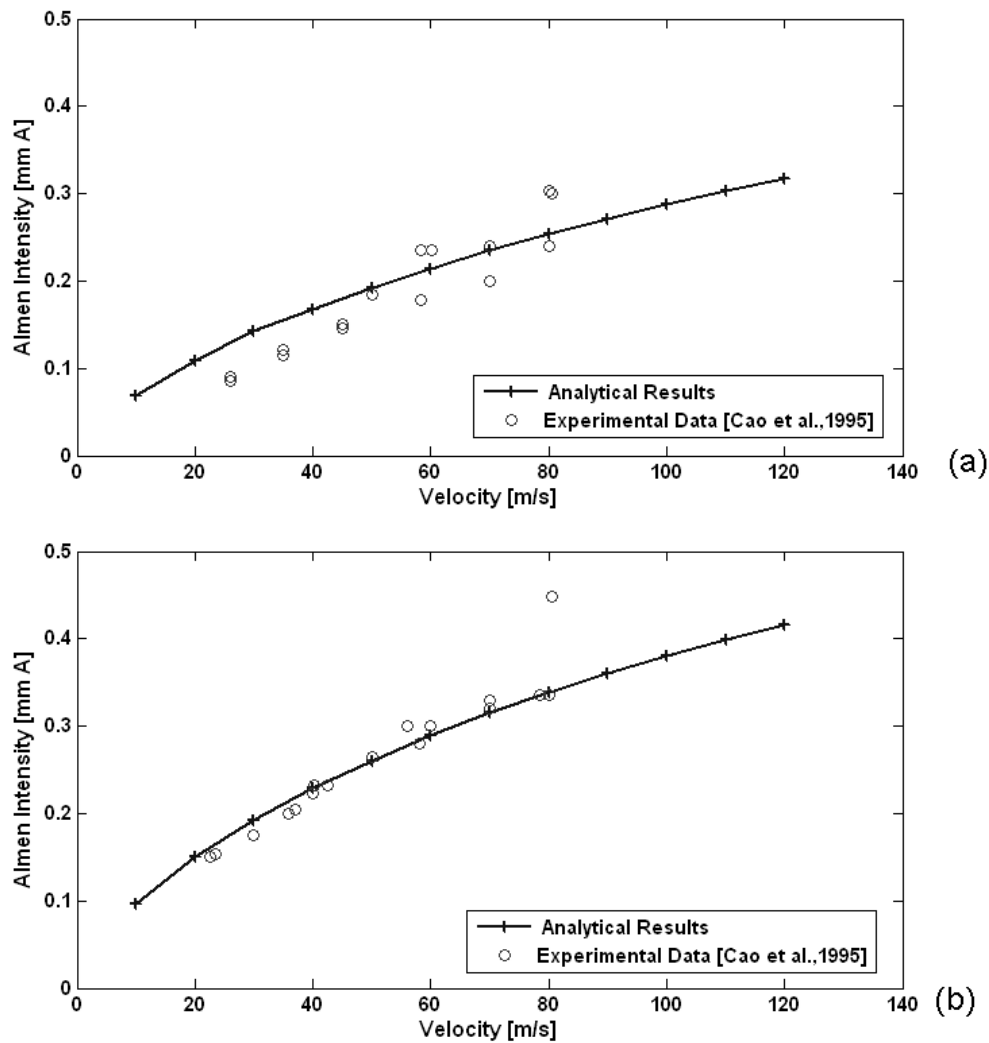 0.5
0.4
0.3
0.2
0.1
0
Almen Intensity [mm A]
Analytical Results
Experimental Data [Cao et al.,1995]
0 20 40 60 80 100 120 140
Velocity [m/s]
(a)
0.5
0.4
0.3
0.2
0.1
0
Almen Intensity [mm A]
Analytical Results
Experimental Data [Cao et al.,1995]
0 20 40 60 80 100 120 140
Velocity [m/s]
(b)